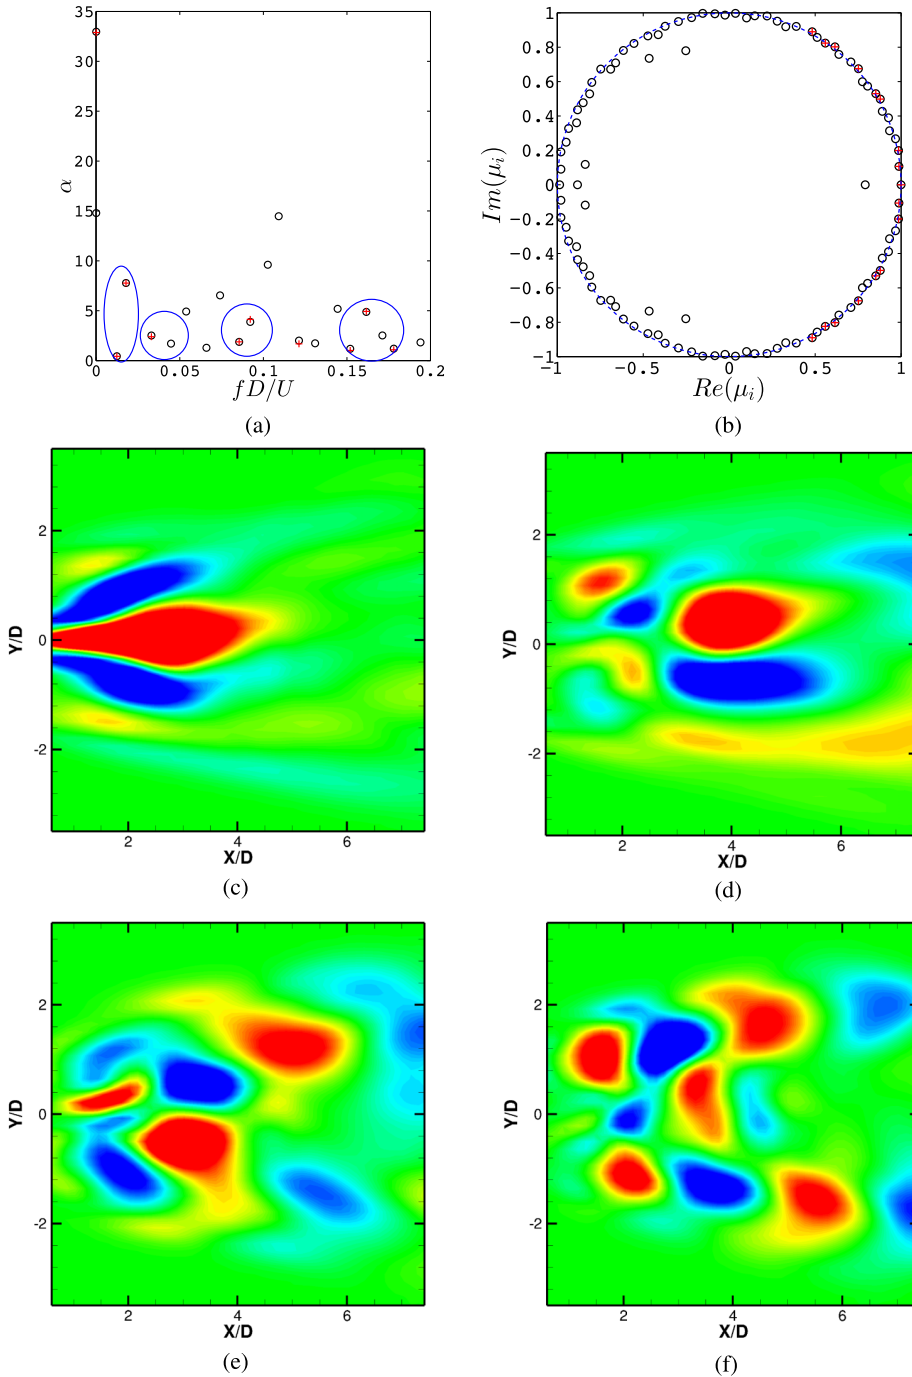 35
30
25
20
15
10
5
0
α
0 0.05 0.1 0.15 0.2
fD/U
(a)
1
0.8
0.6
0.4
0.2
0
-0.2
-0.4
-0.6
-0.8
-1
Im(μi)
-1 -0.5 0 0.5 1
Re(μi)
(b)
2
0
-2
Y/D
2 4 6
X/D
(c)
2
0
-2
Y/D
2 4 6
X/D
(d)
2
0
-2
Y/D
2 4 6
X/D
(e)
2
0
-2
Y/D
2 4 6
X/D
(f)